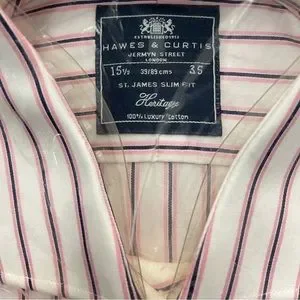 ESTABLISHED 1913
HAWES & CURTIS
JERMYN STREET
LONDON
15½ 39/89 cms 35
ST. JAMES SLIM FIT
Heritage
100% Luxury Cotton